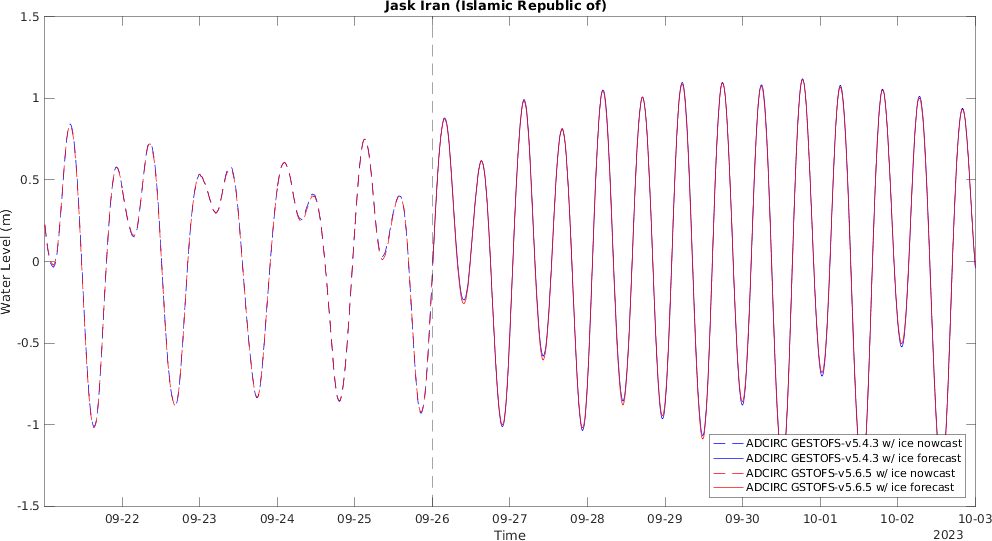 Jask Iran (Islamic Republic of)
Water Level (m)
1.5
1
0.5
0
-0.5
-1
-1.5
ADCIRC GESTOFS-v5.4.3 w/ ice nowcast
ADCIRC GESTOFS-v5.4.3 w/ ice forecast
ADCIRC GSTOFS-v5.6.5 w/ ice nowcast
ADCIRC GSTOFS-v5.6.5 w/ ice forecast
09-22 09-23 09-24 09-25 09-26 09-27 09-28 09-29 09-30 10-01 10-02 10-03
Time
2023